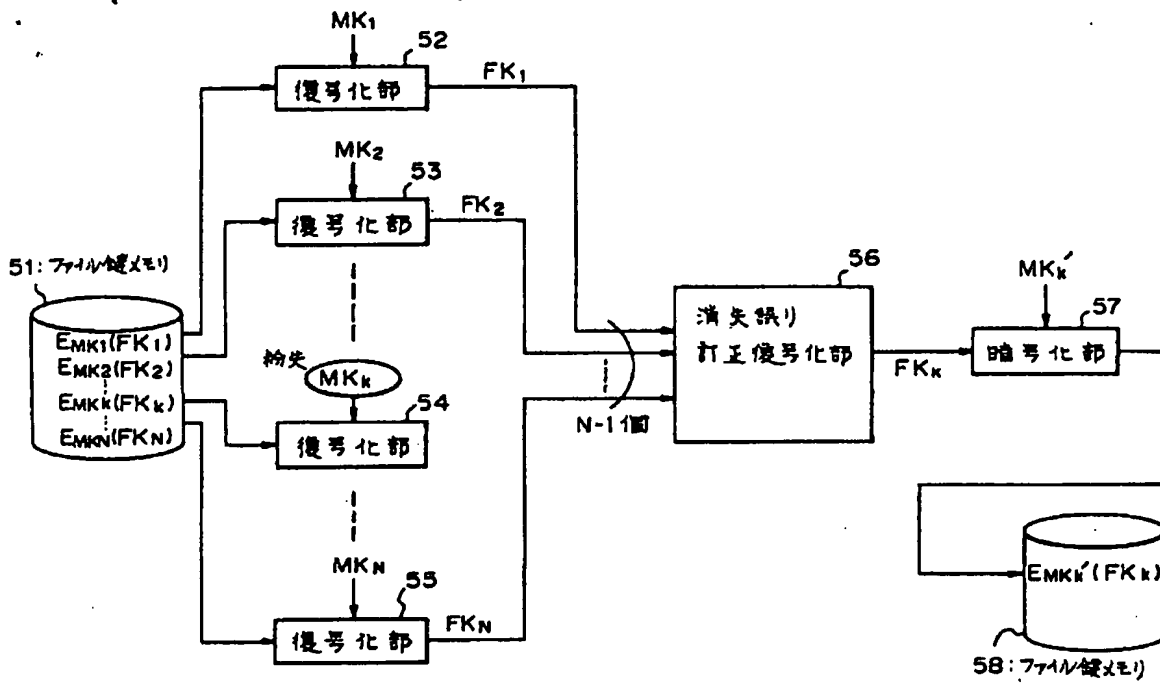 MK₁
52
復号化部
FK₁
MK₂
53
復号化部
FK₂
51:ファイル鍵メモリ
EMK1(FK₁)
EMK2(FK₂)
EMKk(FKk)
EMKN(FKN)
紛失
MKk
54
復号化部
MKN
55
復号化部
FKN
N-1個
56
消失誤り
訂正復号化部
FKk
MKk′
57
暗号化部
EMKk′(FKk)
58:ファイル鍵メモリ